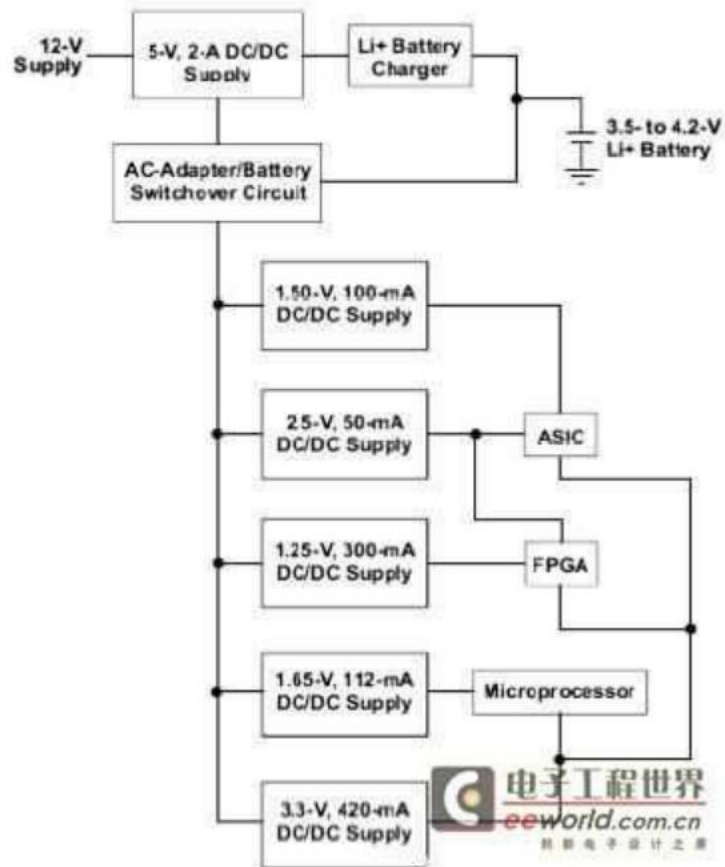 12-V
Supply
5-V, 2-A DC/DC
Supply
Li+ Battery
Charger
3.5- to 4.2-V
Li+ Battery
AC-Adapter/Battery
Switchover Circuit
1.50-V, 100-mA
DC/DC Supply
2.5-V, 50-mA
DC/DC Supply
ASIC
1.25-V, 300-mA
DC/DC Supply
FPGA
1.65-V, 112-mA
DC/DC Supply
Microprocessor
3.3-V, 420-mA
DC/DC Supply
电子工程世界
eeworld.com.cn